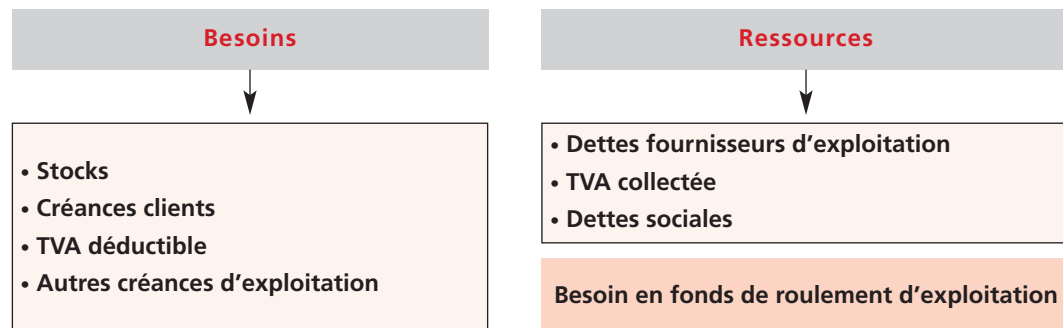 Besoins
• Stocks
• Créances clients
• TVA déductible
• Autres créances d’exploitation
Ressources
• Dettes fournisseurs d’exploitation
• TVA collectée
• Dettes sociales
Besoin en fonds de roulement d’exploitation